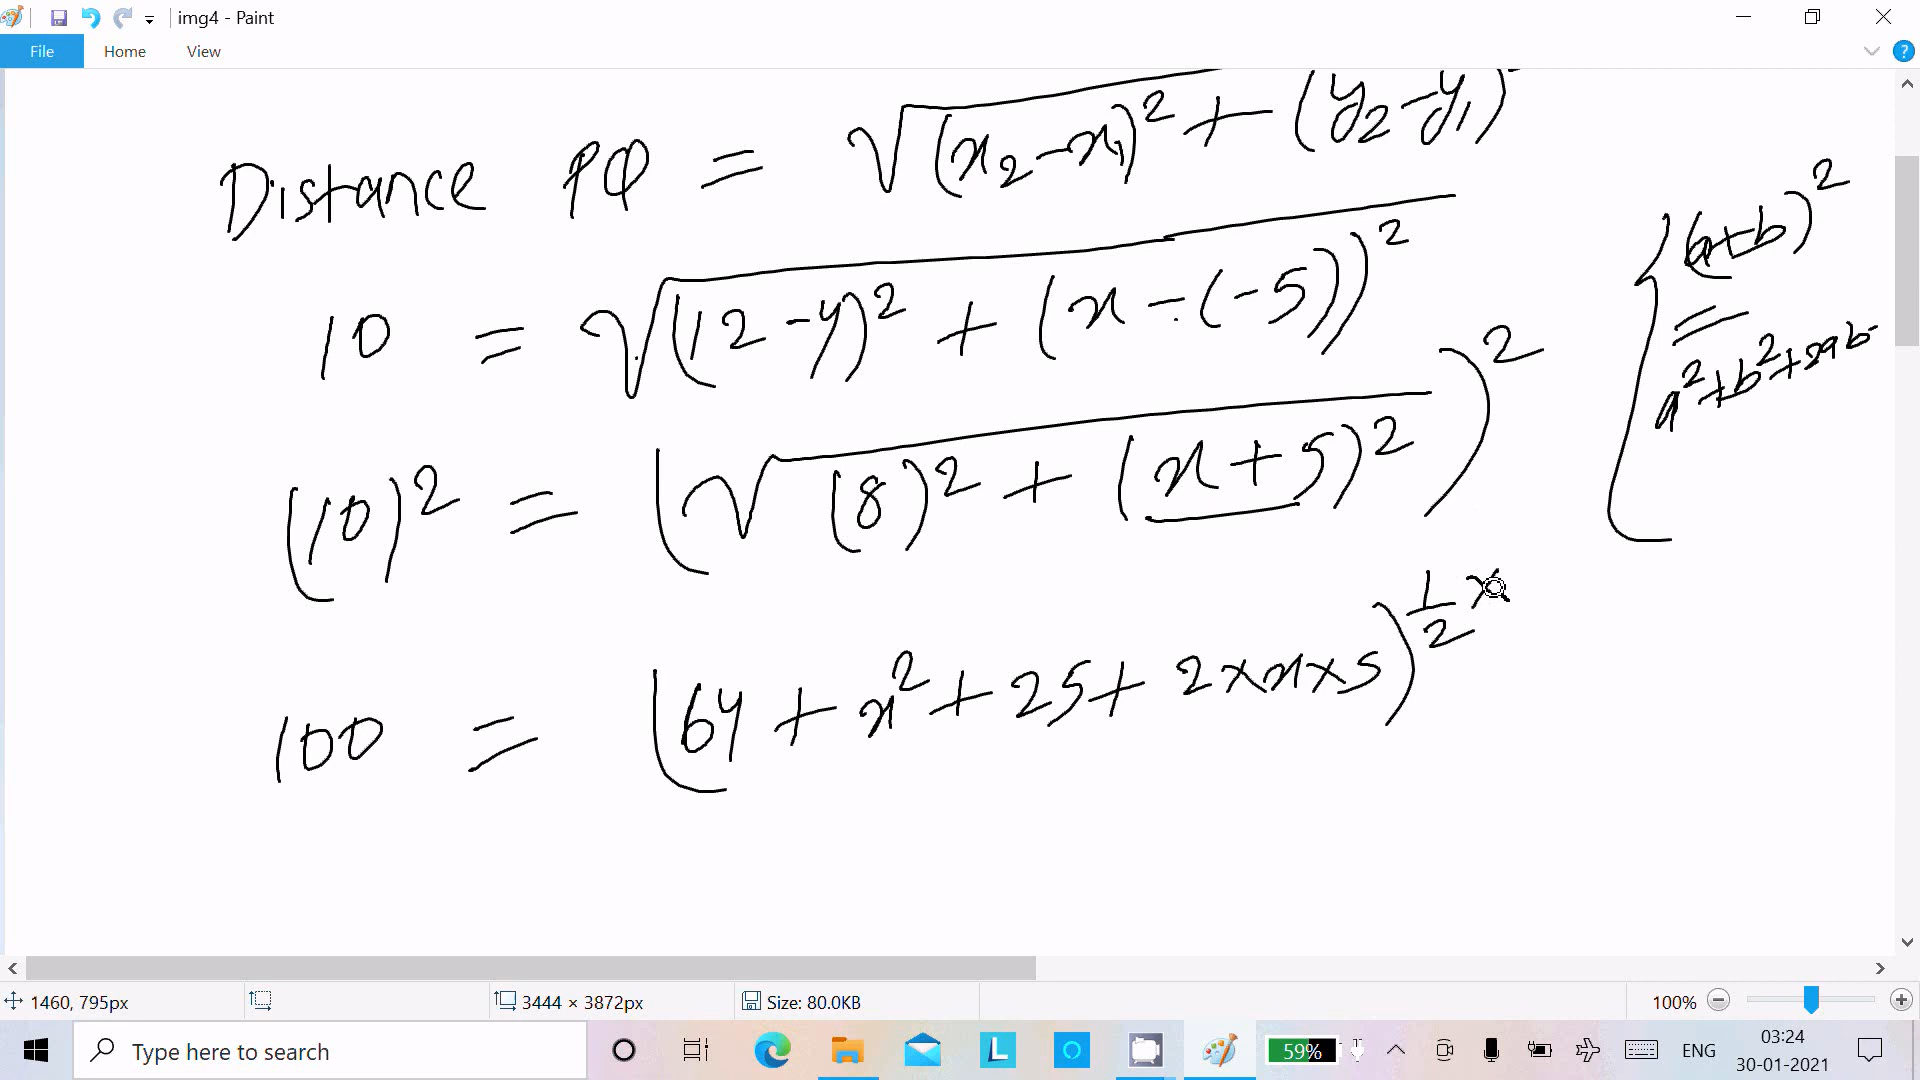 img4 - Paint
File Home View
Distance PQ = √(x₂-x₁)² + (y₂-y₁)²
10 = √(12-4)² + (x-(-5))²
(10)² = (√(8)² + (x+5)²)²
100 = (64 + x² + 25 + 2×x×5)^1/2 ×
{(a+b)²
=
a²+b²+2ab
1460, 795px 3444 × 3872px Size: 80.0KB 100%
Type here to search 59% ENG 03:24
30-01-2021